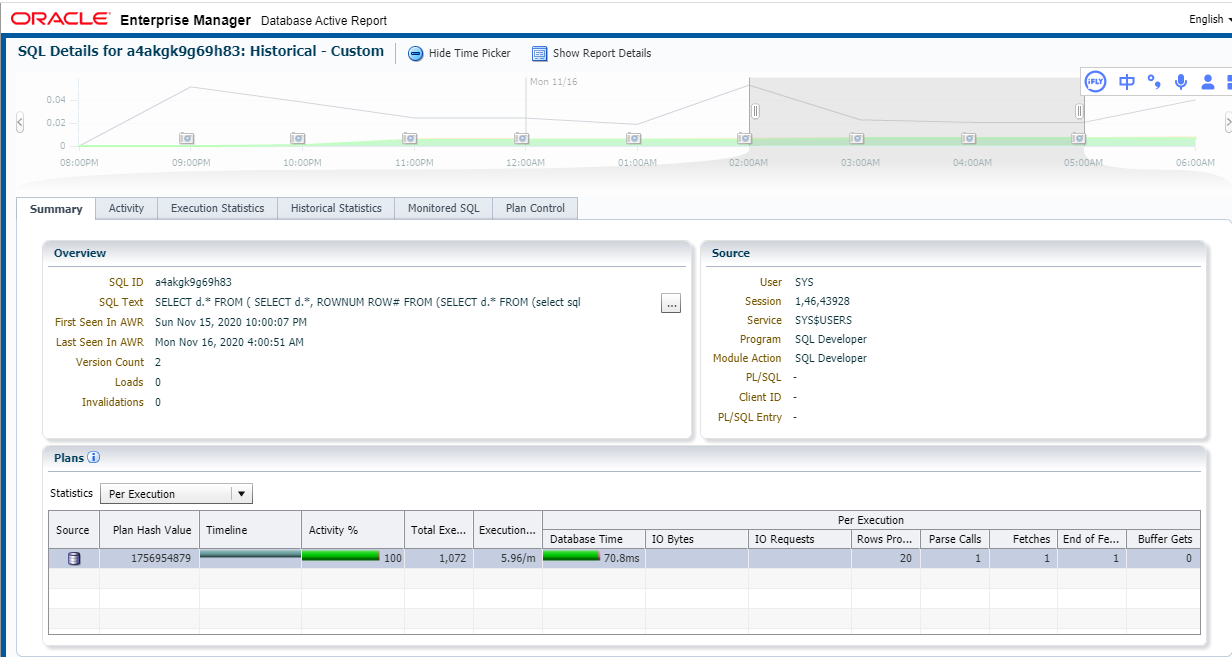 ORACLE Enterprise Manager Database Active Report English
SQL Details for a4akgk9g69h83: Historical - Custom Hide Time Picker Show Report Details
Mon 11/16
iFLY 中 °,
0.04
0.02
0
08:00PM 09:00PM 10:00PM 11:00PM 12:00AM 01:00AM 02:00AM 03:00AM 04:00AM 05:00AM 06:00AM
Summary Activity Execution Statistics Historical Statistics Monitored SQL Plan Control
Overview
SQL ID a4akgk9g69h83
SQL Text SELECT d.* FROM ( SELECT d.*, ROWNUM ROW# FROM (SELECT d.* FROM (select sql ...
First Seen In AWR Sun Nov 15, 2020 10:00:07 PM
Last Seen In AWR Mon Nov 16, 2020 4:00:51 AM
Version Count 2
Loads 0
Invalidations 0
Source
User SYS
Session 1,46,43928
Service SYS$USERS
Program SQL Developer
Module Action SQL Developer
PL/SQL -
Client ID -
PL/SQL Entry -
Plans i
Statistics Per Execution
Source Plan Hash Value Timeline Activity % Total Exe... Execution... Per Execution
Database Time IO Bytes IO Requests Rows Pro... Parse Calls Fetches End of Fe... Buffer Gets
1756954879 100 1,072 5.96/m 70.8ms 20 1 1 1 0